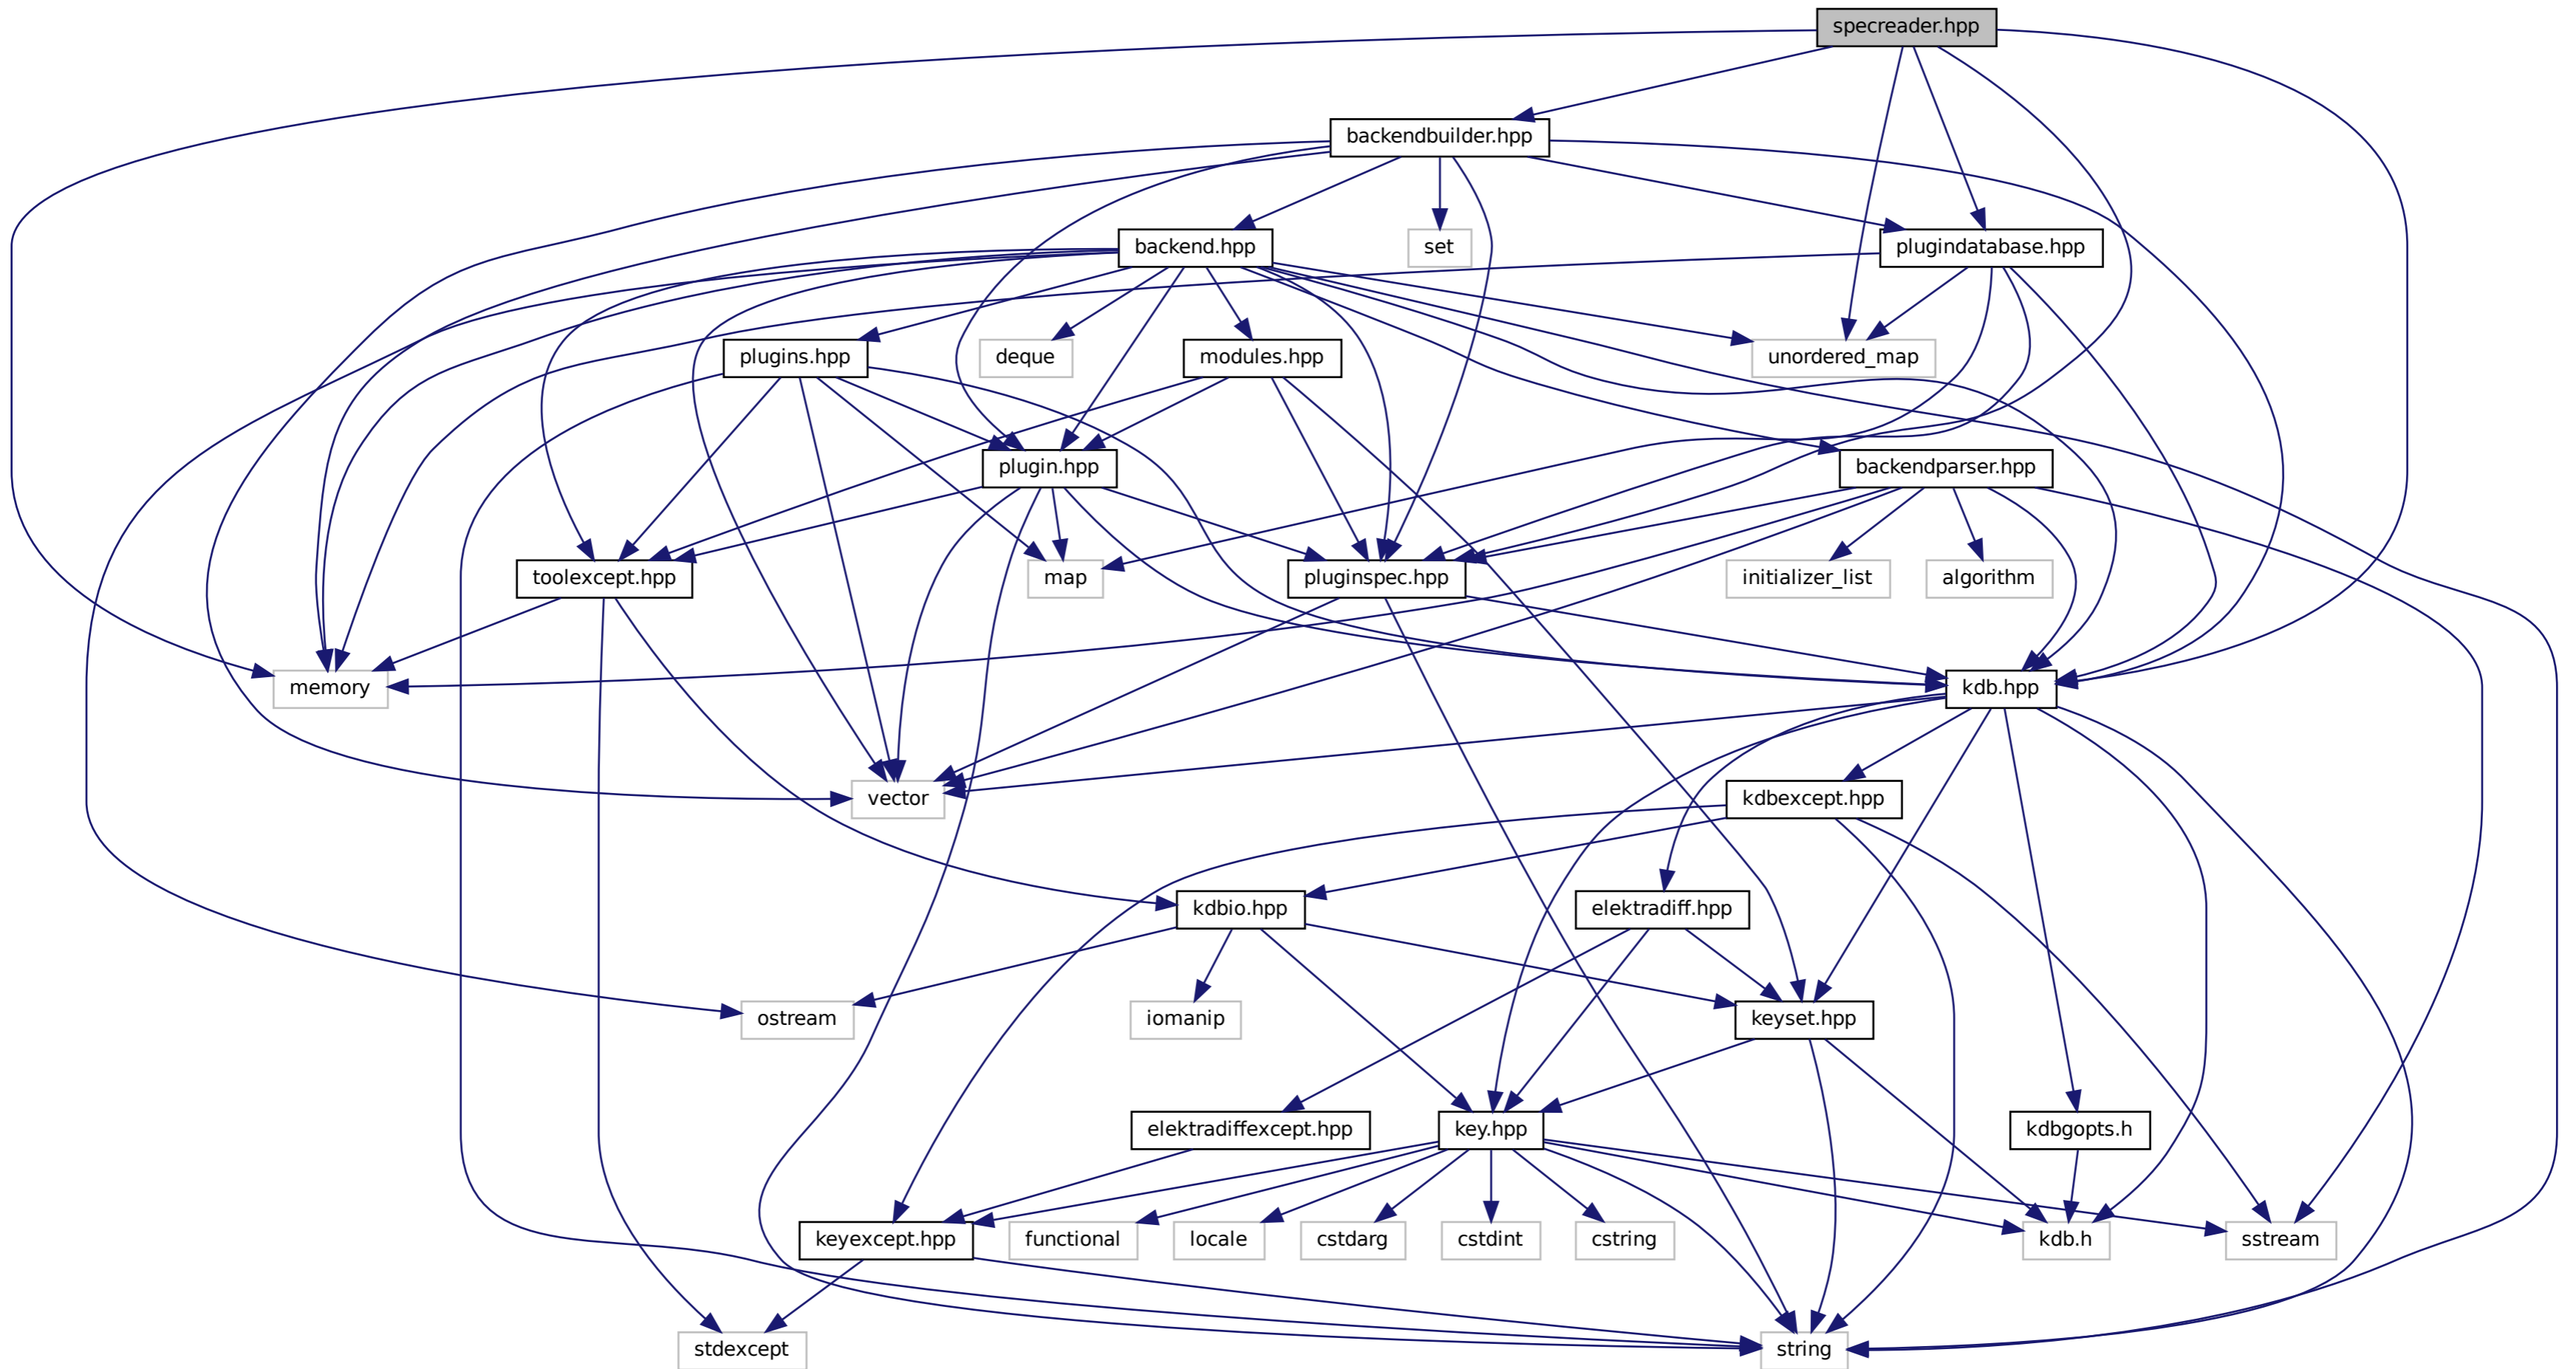 specreader.hpp
backendbuilder.hpp
backend.hpp
set
plugindatabase.hpp
plugins.hpp
deque
modules.hpp
unordered_map
plugin.hpp
backendparser.hpp
toolexcept.hpp
map
pluginspec.hpp
initializer_list
algorithm
memory
kdb.hpp
vector
kdbexcept.hpp
kdbio.hpp
elektradiff.hpp
ostream
iomanip
keyset.hpp
elektradiffexcept.hpp
key.hpp
kdbgopts.h
keyexcept.hpp
functional
locale
cstdarg
cstdint
cstring
kdb.h
sstream
stdexcept
string